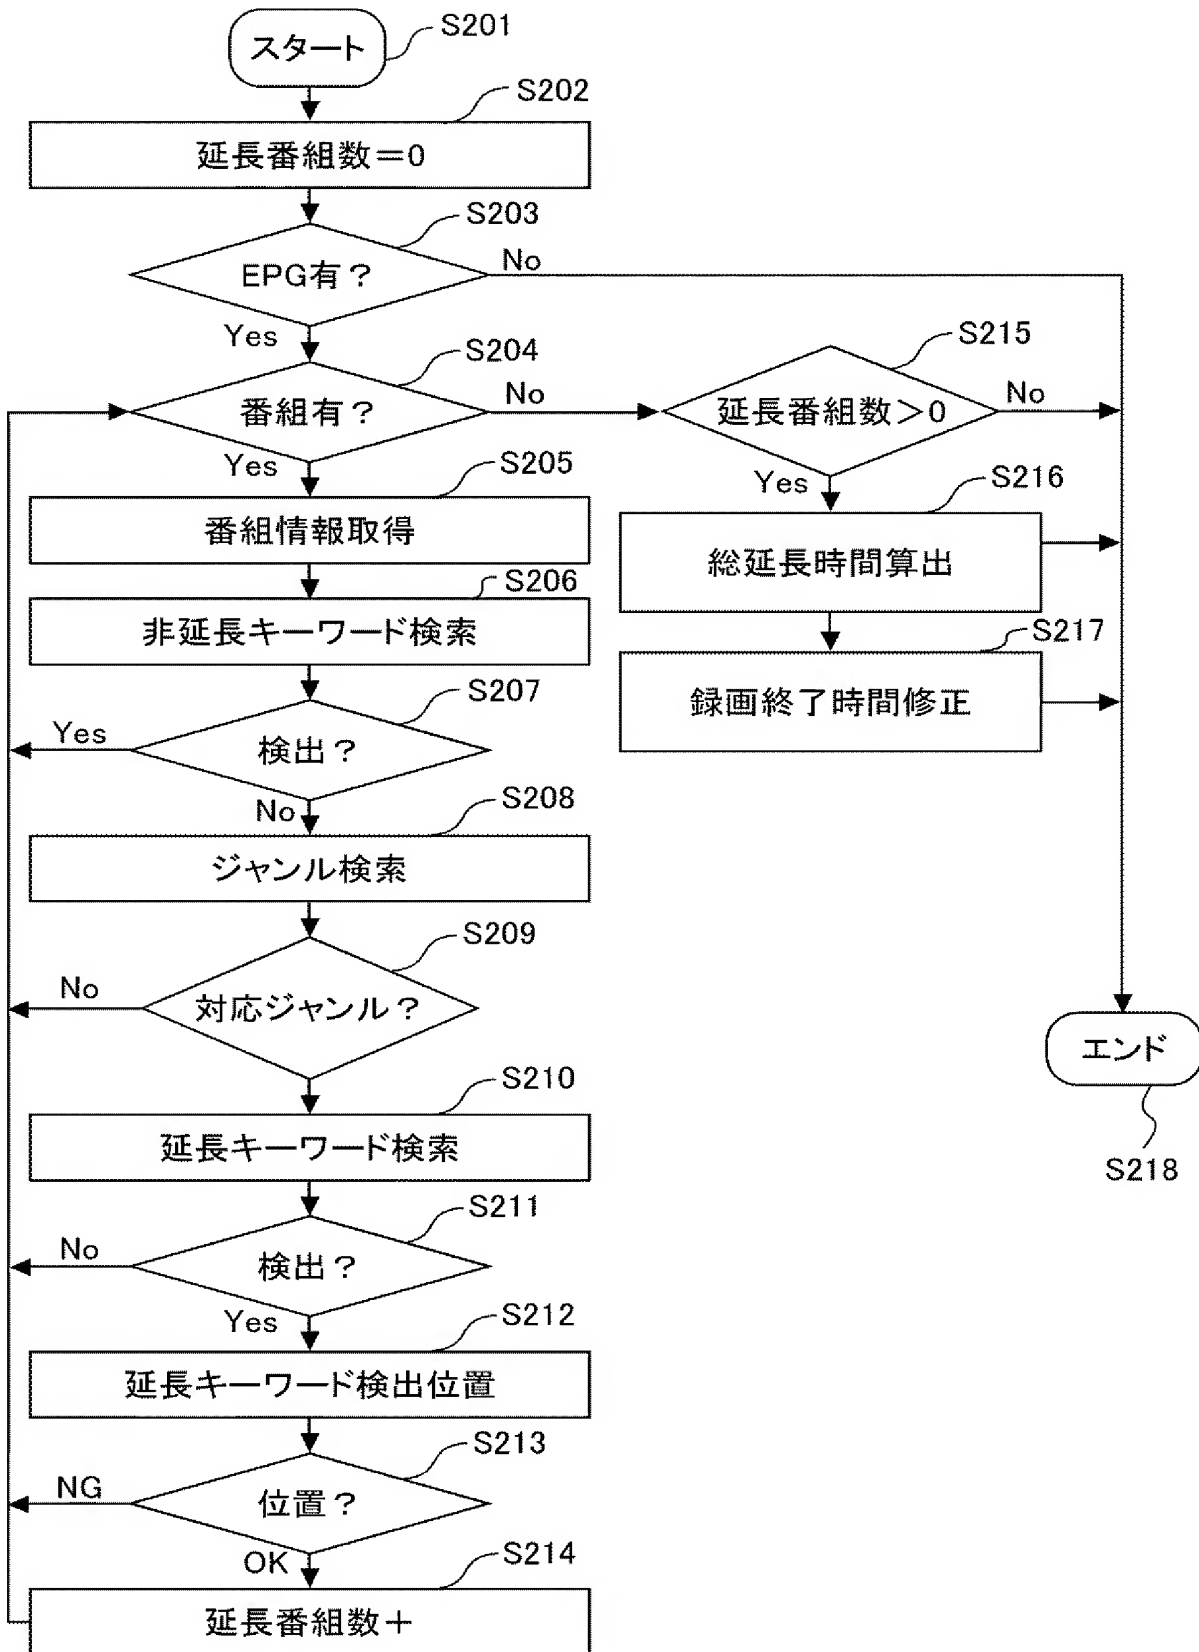 スタート
S201
S202
延長番組数＝0
S203
EPG有？
No
Yes
S204
番組有？
No
S215
延長番組数＞0
No
Yes
S205
番組情報取得
Yes
S216
総延長時間算出
S206
非延長キーワード検索
S217
録画終了時間修正
S207
検出？
Yes
No
S208
ジャンル検索
S209
対応ジャンル？
No
エンド
S218
S210
延長キーワード検索
S211
検出？
No
Yes
S212
延長キーワード検出位置
S213
位置？
NG
OK
S214
延長番組数＋